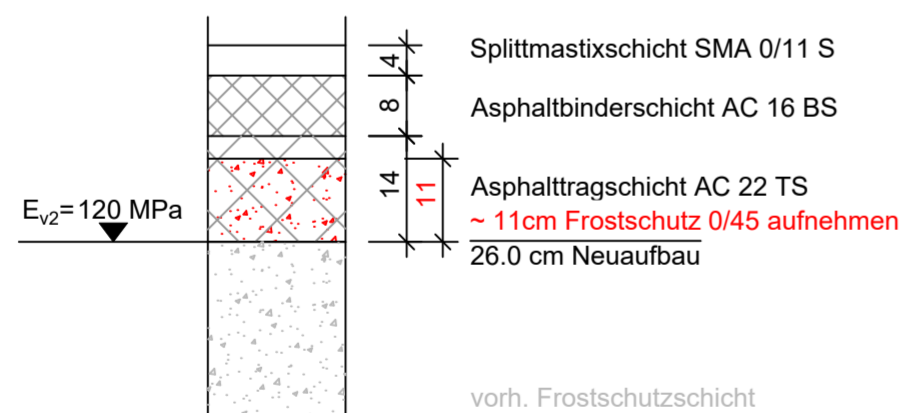 Splittmastixschicht SMA 0/11 S
4
8
Asphaltbinderschicht AC 16 BS
14
11
Asphalttragschicht AC 22 TS
Ev2= 120 MPa
~ 11cm Frostschutz 0/45 aufnehmen
26.0 cm Neuaufbau
vorh. Frostschutzschicht